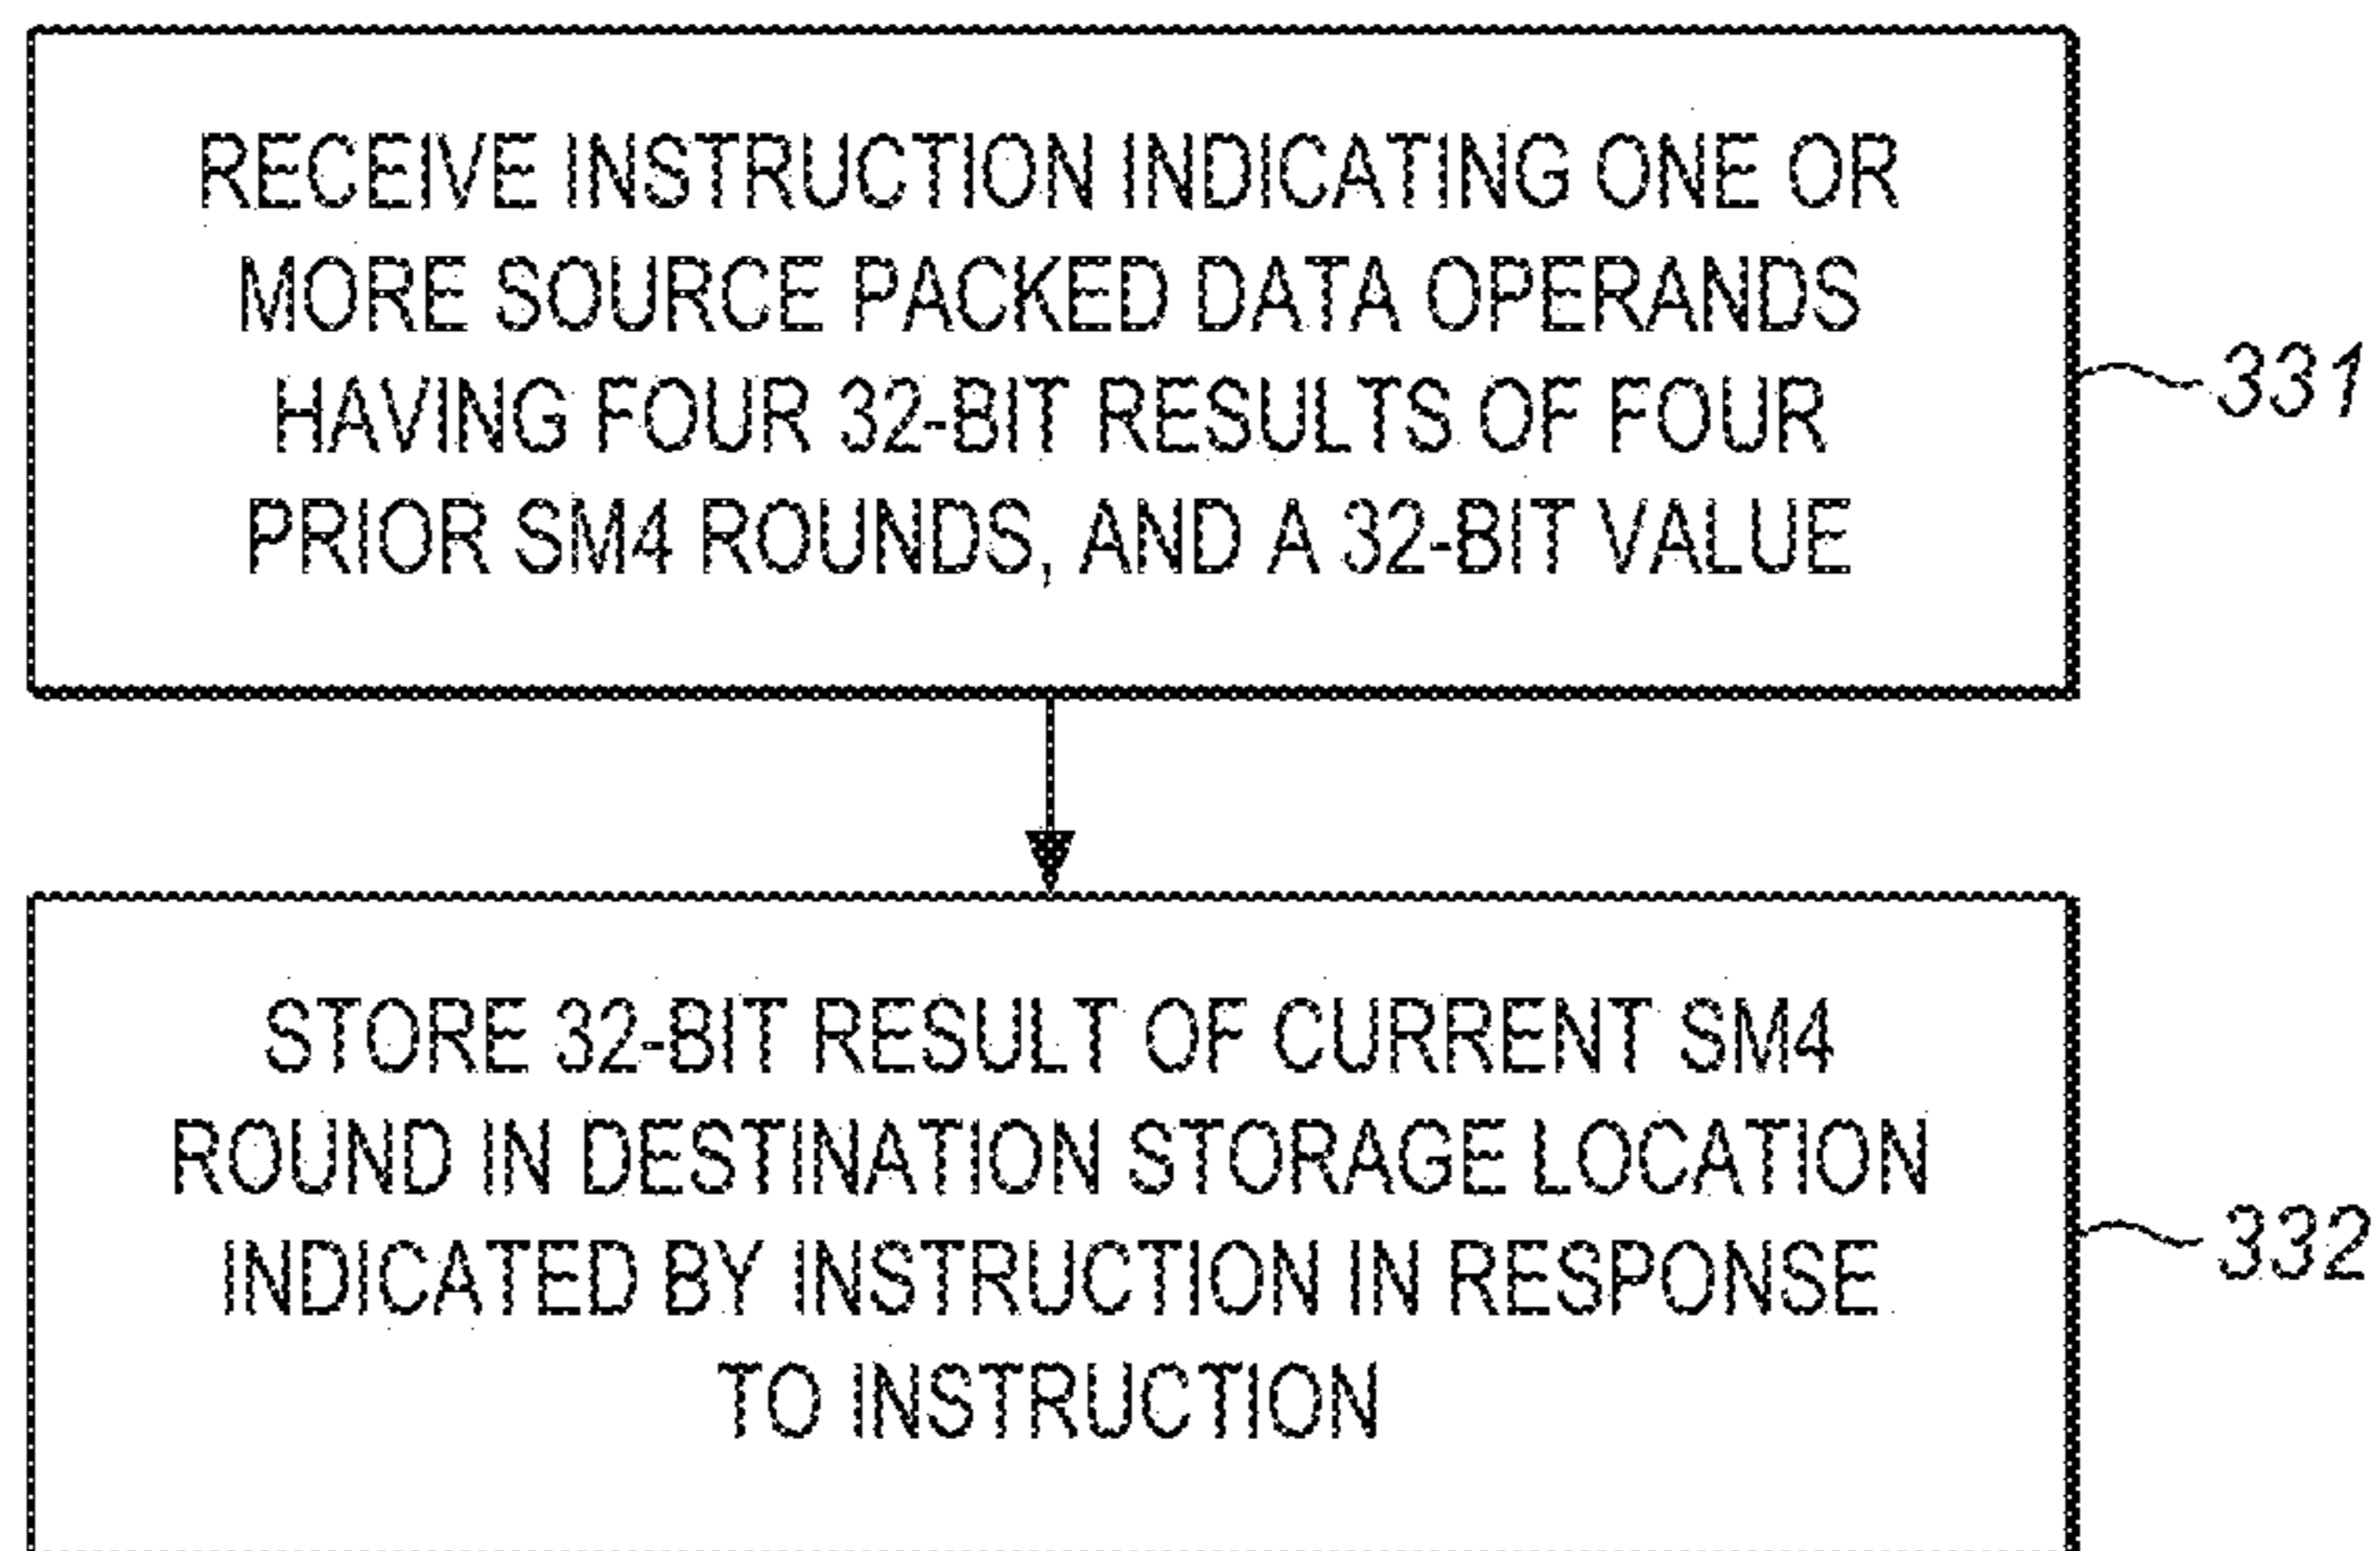 RECEIVE INSTRUCTION INDICATING ONE OR
MORE SOURCE PACKED DATA OPERANDS
HAVING FOUR 32-BIT RESULTS OF FOUR
PRIOR SM4 ROUNDS, AND A 32-BIT VALUE
331
STORE 32-BIT RESULT OF CURRENT SM4
ROUND IN DESTINATION STORAGE LOCATION
INDICATED BY INSTRUCTION IN RESPONSE
TO INSTRUCTION
332